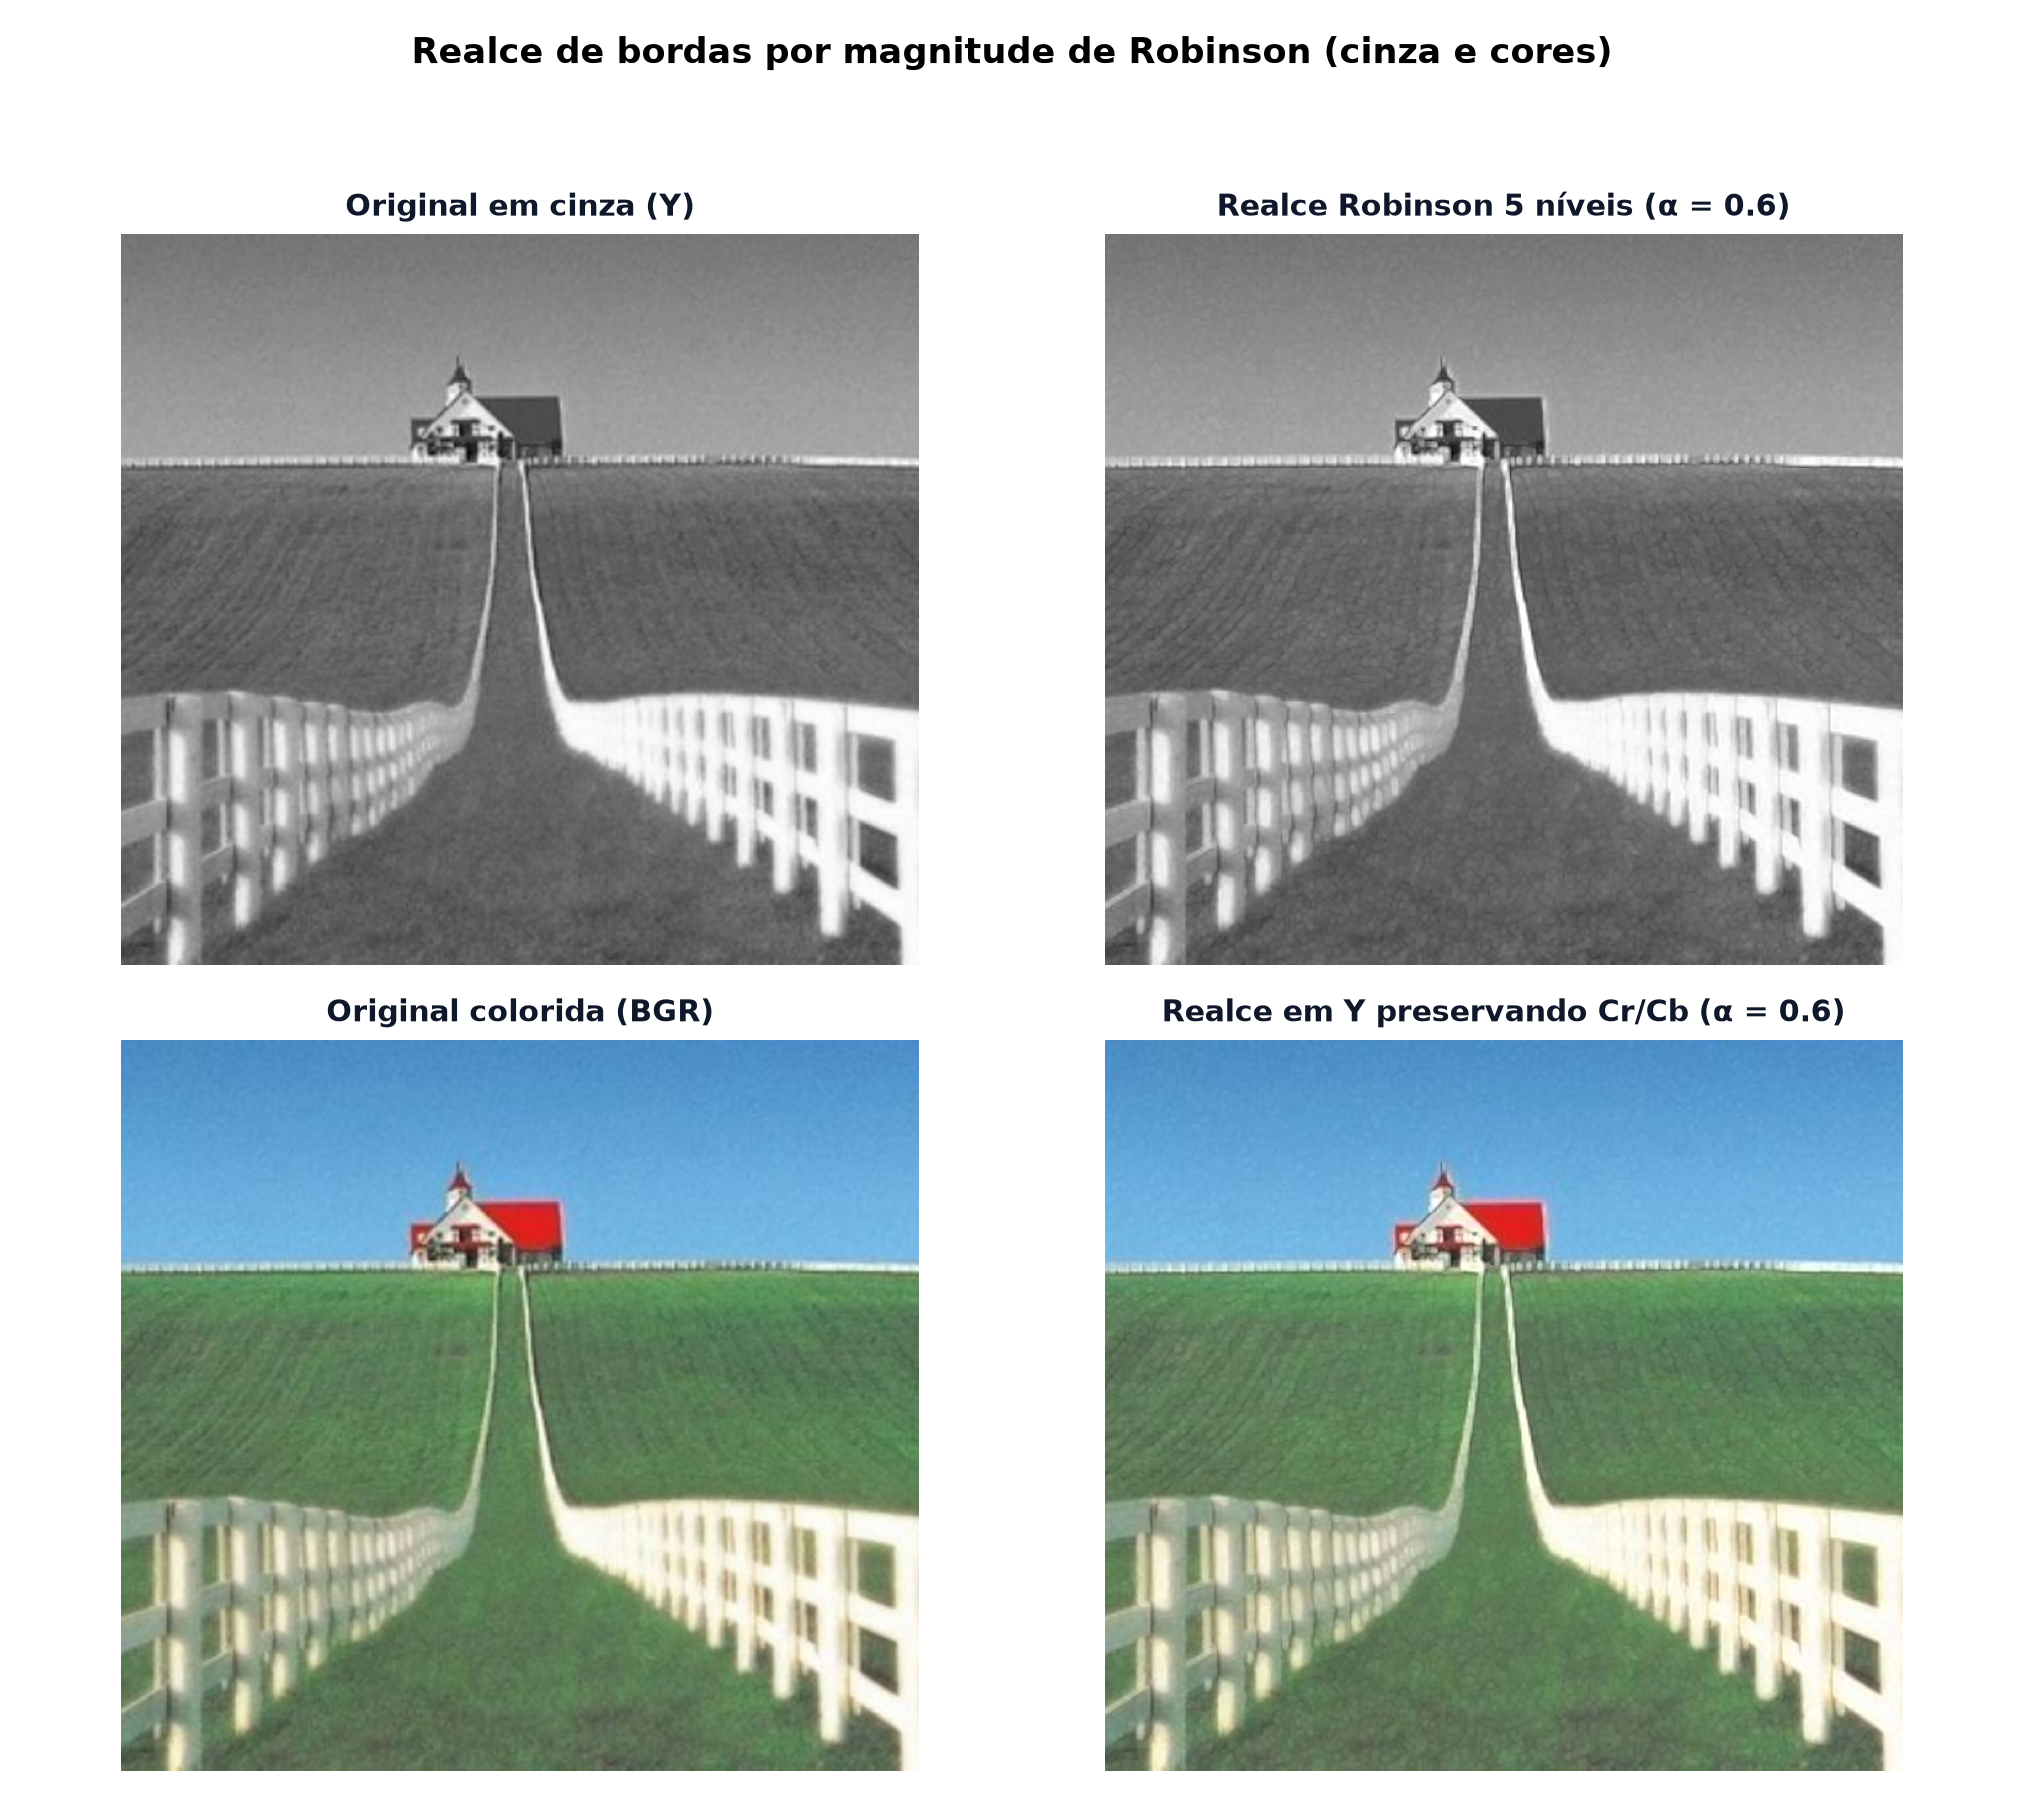 Realce de bordas por magnitude de Robinson (cinza e cores)
Original em cinza (Y)
Realce Robinson 5 níveis (α = 0.6)
Original colorida (BGR)
Realce em Y preservando Cr/Cb (α = 0.6)